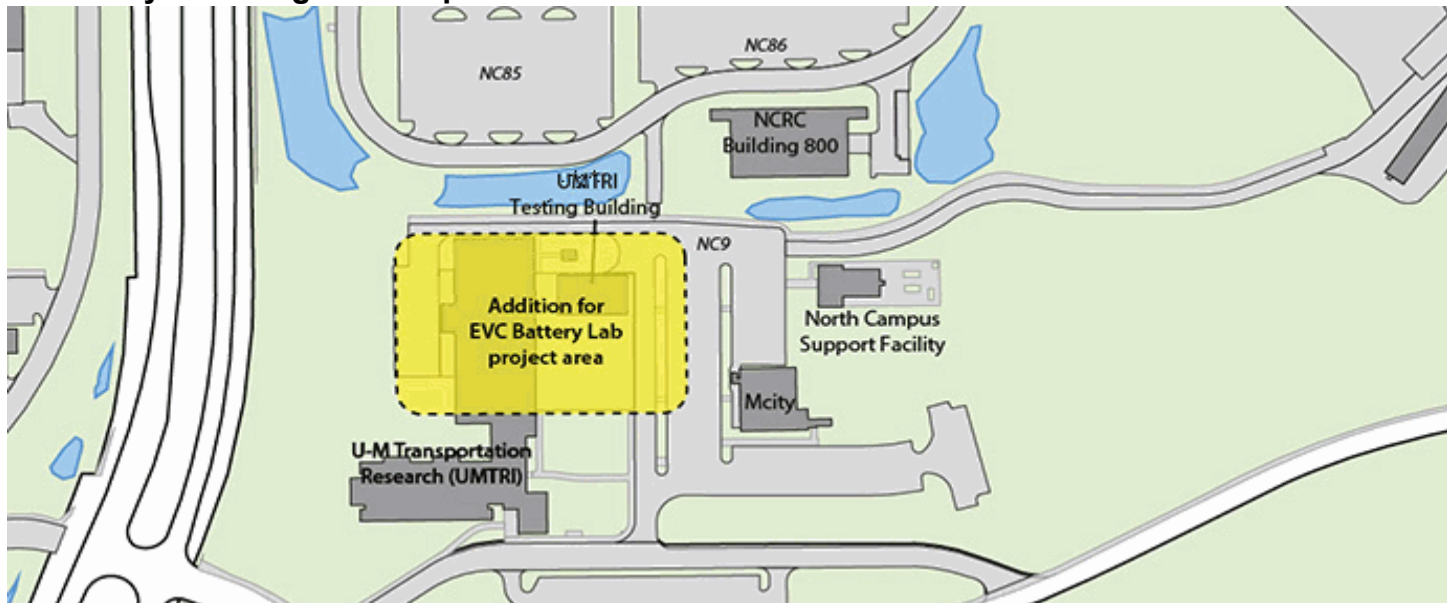 NC86
NC85
NCRC
Building 800
UMTRI
Testing Building
NC9
Addition for
EVC Battery Lab
project area
North Campus
Support Facility
Mcity
U-M Transportation
Research (UMTRI)